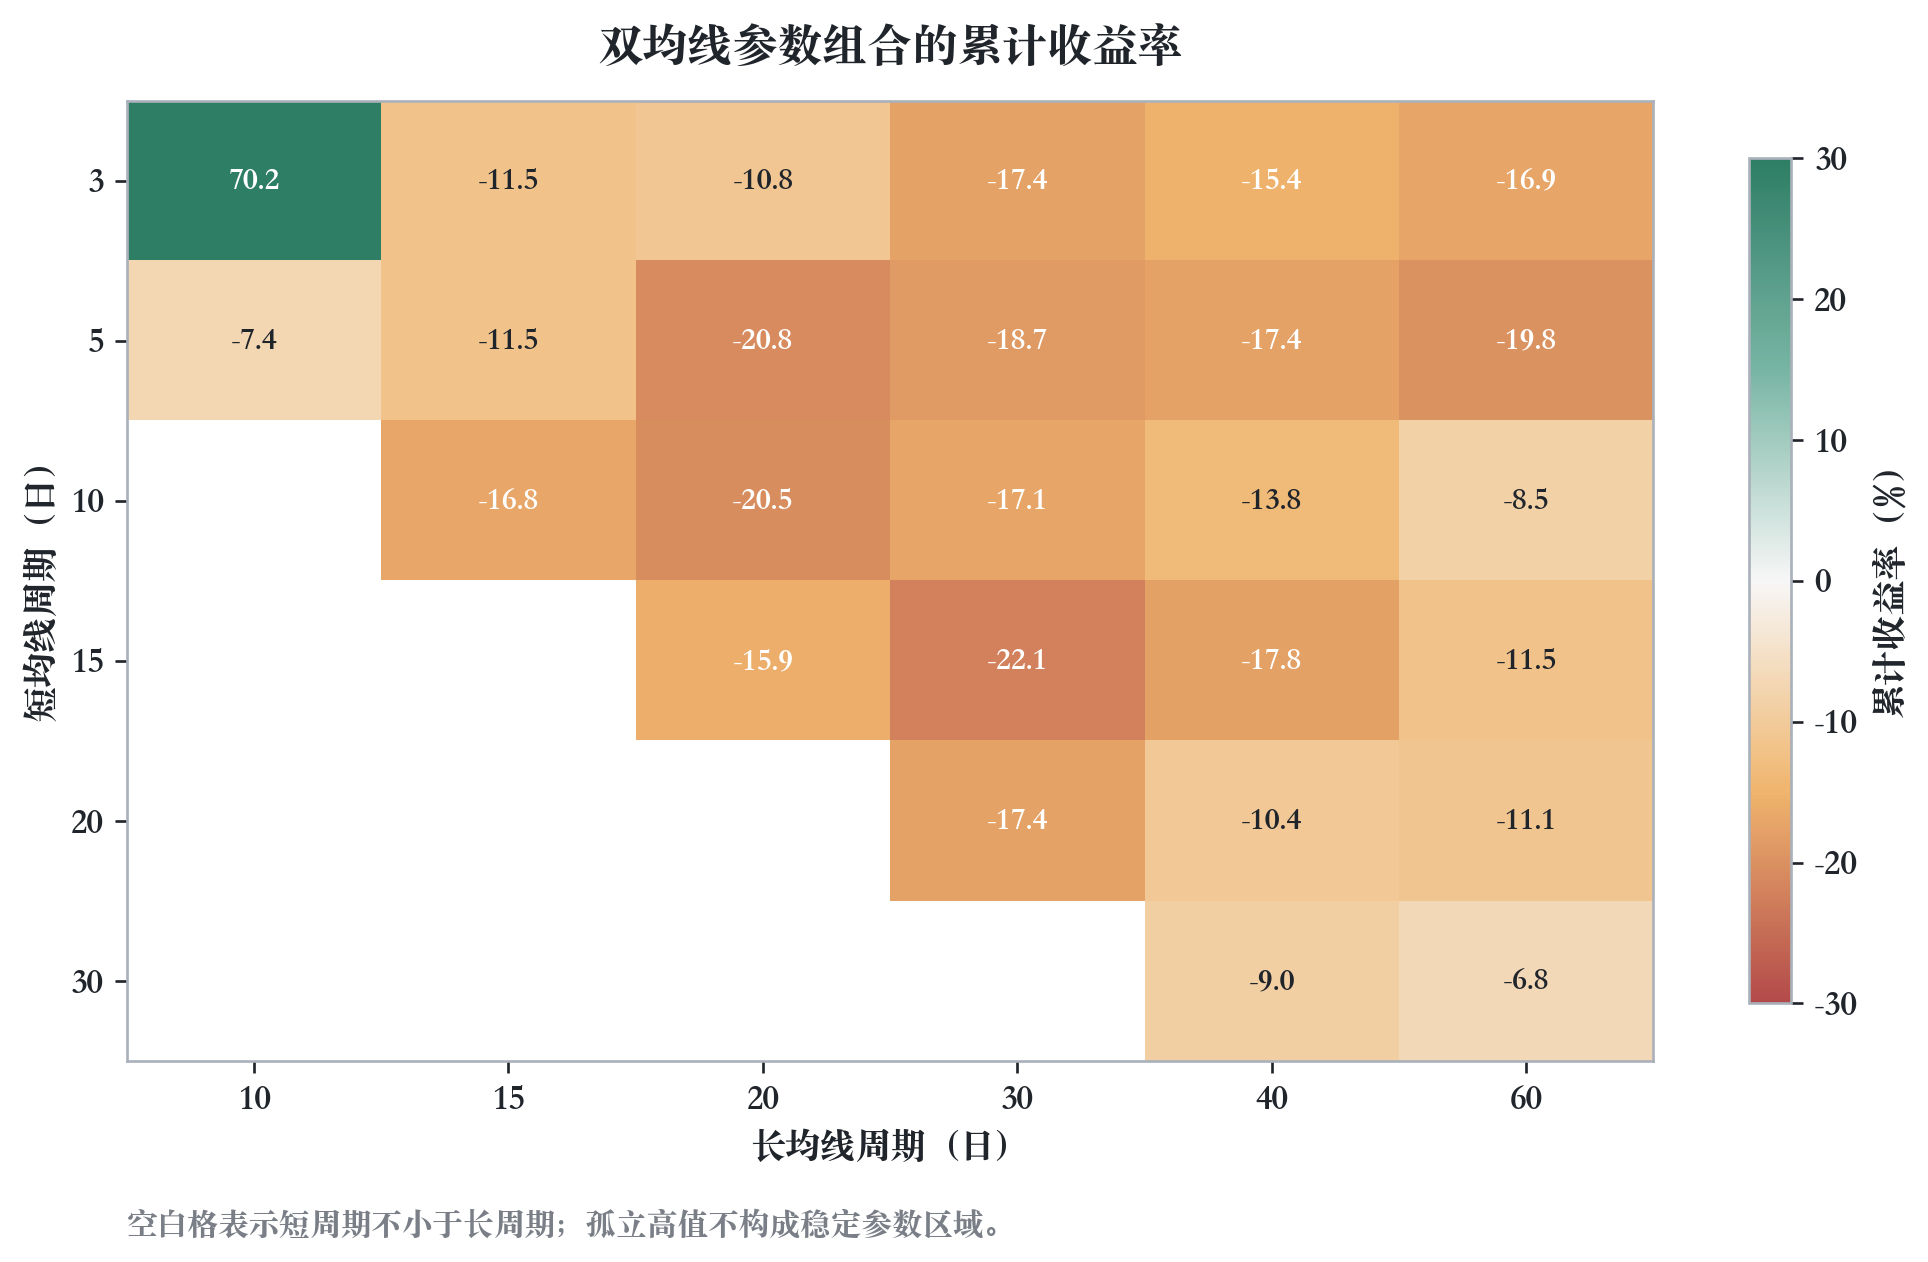 双均线参数组合的累计收益率
3 70.2 -11.5 -10.8 -17.4 -15.4 -16.9
5 -7.4 -11.5 -20.8 -18.7 -17.4 -19.8
10 -16.8 -20.5 -17.1 -13.8 -8.5
15 -15.9 -22.1 -17.8 -11.5
20 -17.4 -10.4 -11.1
30 -9.0 -6.8
10 15 20 30 40 60
短均线周期（日）
长均线周期（日）
30
20
10
0
-10
-20
-30
累计收益率（%）
空白格表示短周期不小于长周期；孤立高值不构成稳定参数区域。